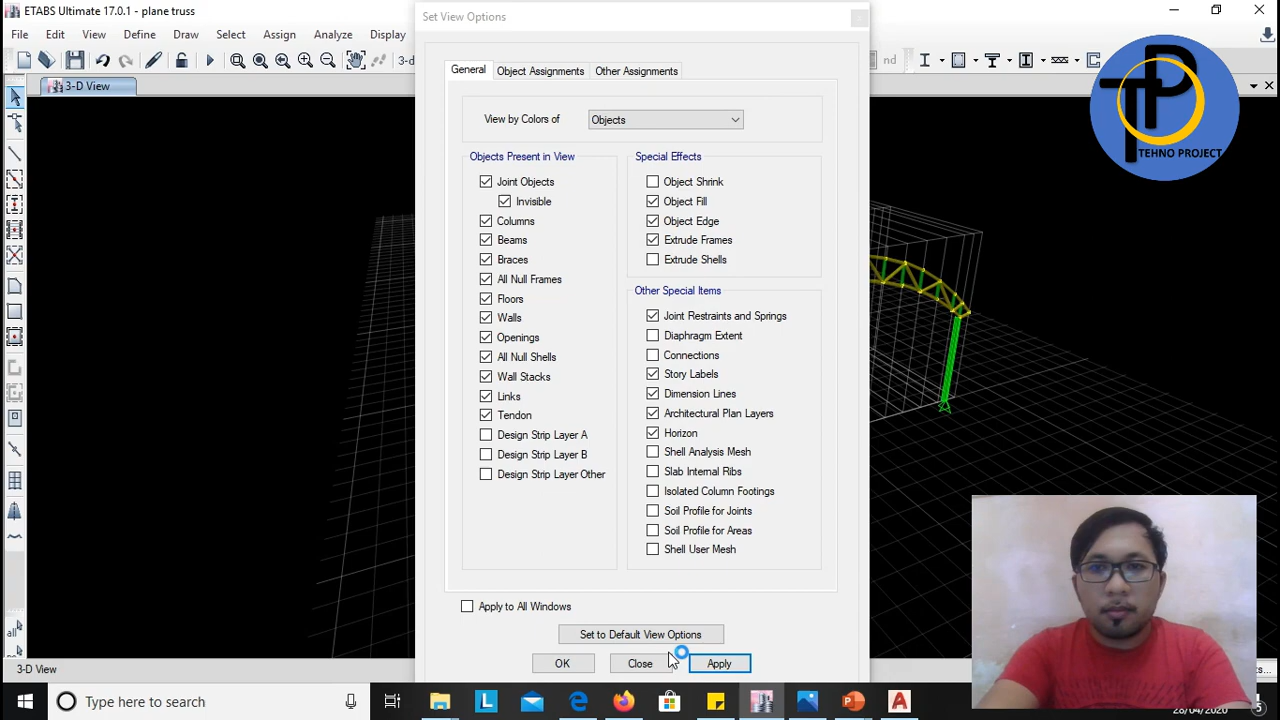 ETABS Ultimate 17.0.1 - plane truss
Set View Options
File Edit View Define Draw Select Assign Analyze Display
3-d
nd
3-D View
TP
TEHNO PROJECT
General Object Assignments Other Assignments
View by Colors of Objects
Objects Present in View
Joint Objects
Invisible
Columns
Beams
Braces
All Null Frames
Floors
Walls
Openings
All Null Shells
Wall Stacks
Links
Tendon
Design Strip Layer A
Design Strip Layer B
Design Strip Layer Other
Special Effects
Object Shrink
Object Fill
Object Edge
Extrude Frames
Extrude Shells
Other Special Items
Joint Restraints and Springs
Diaphragm Extent
Connections
Story Labels
Dimension Lines
Architectural Plan Layers
Horizon
Shell Analysis Mesh
Slab Internal Ribs
Isolated Column Footings
Soil Profile for Joints
Soil Profile for Areas
Shell User Mesh
Apply to All Windows
Set to Default View Options
OK Close Apply
all
3-D View
Type here to search
28/04/2020
5